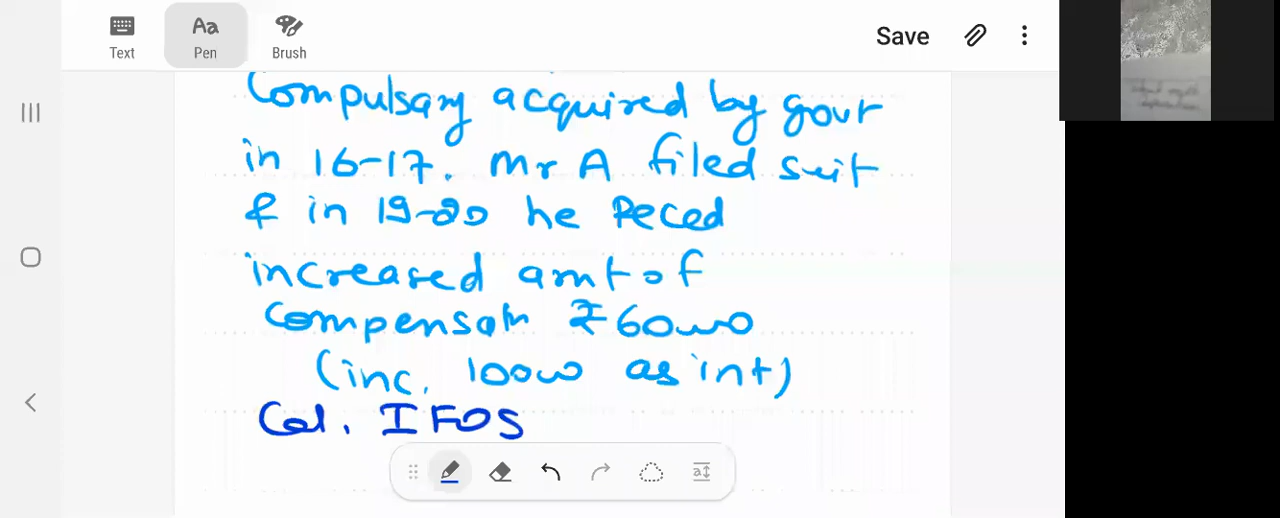 Text Pen Brush Save
Compulsary acquired by govt
in 16-17. Mr A filed suit
& in 19-20 he Reced
increased amt of
Compensatn ₹60000
(inc. 10000 as int)
Cal. IFOS